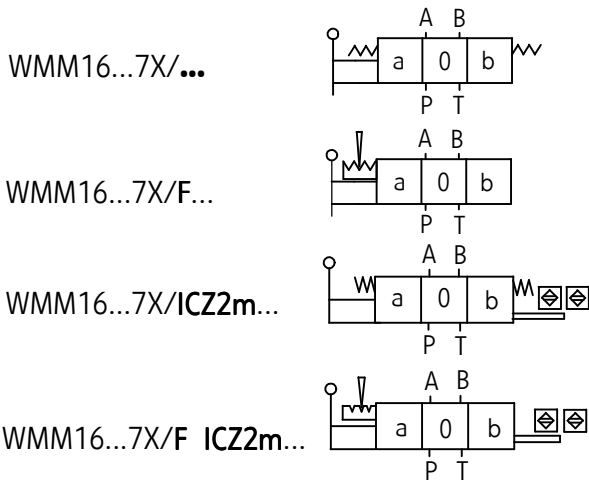 A B
WMM16...7X/...
a 0 b
P T
A B
WMM16...7X/F...
a 0 b
P T
A B
WMM16...7X/ICZ2m...
a 0 b
P T
A B
WMM16...7X/F ICZ2m...
a 0 b
P T